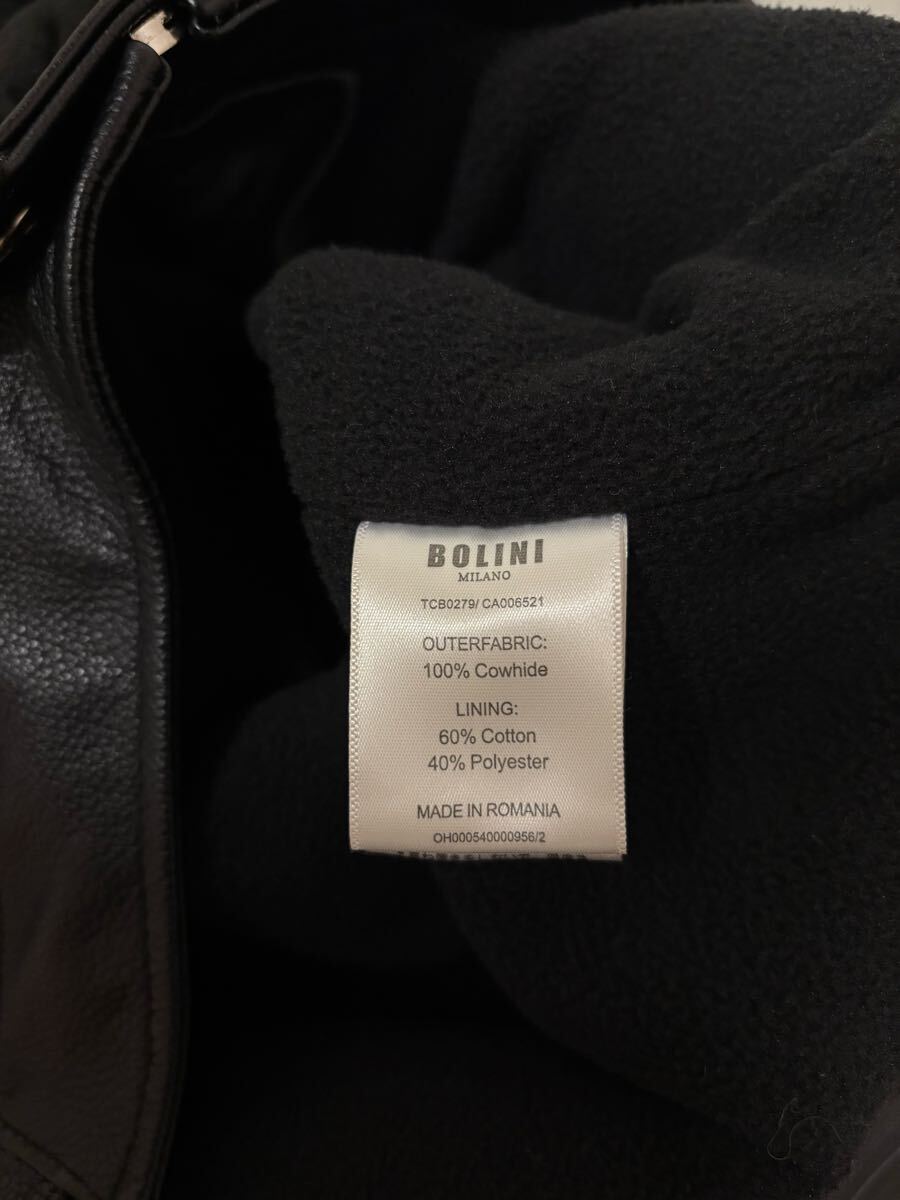 BOLINI
MILANO
TCB0279/ CA006521
OUTERFABRIC:
100% Cowhide
LINING:
60% Cotton
40% Polyester
MADE IN ROMANIA
OH000540000956/2